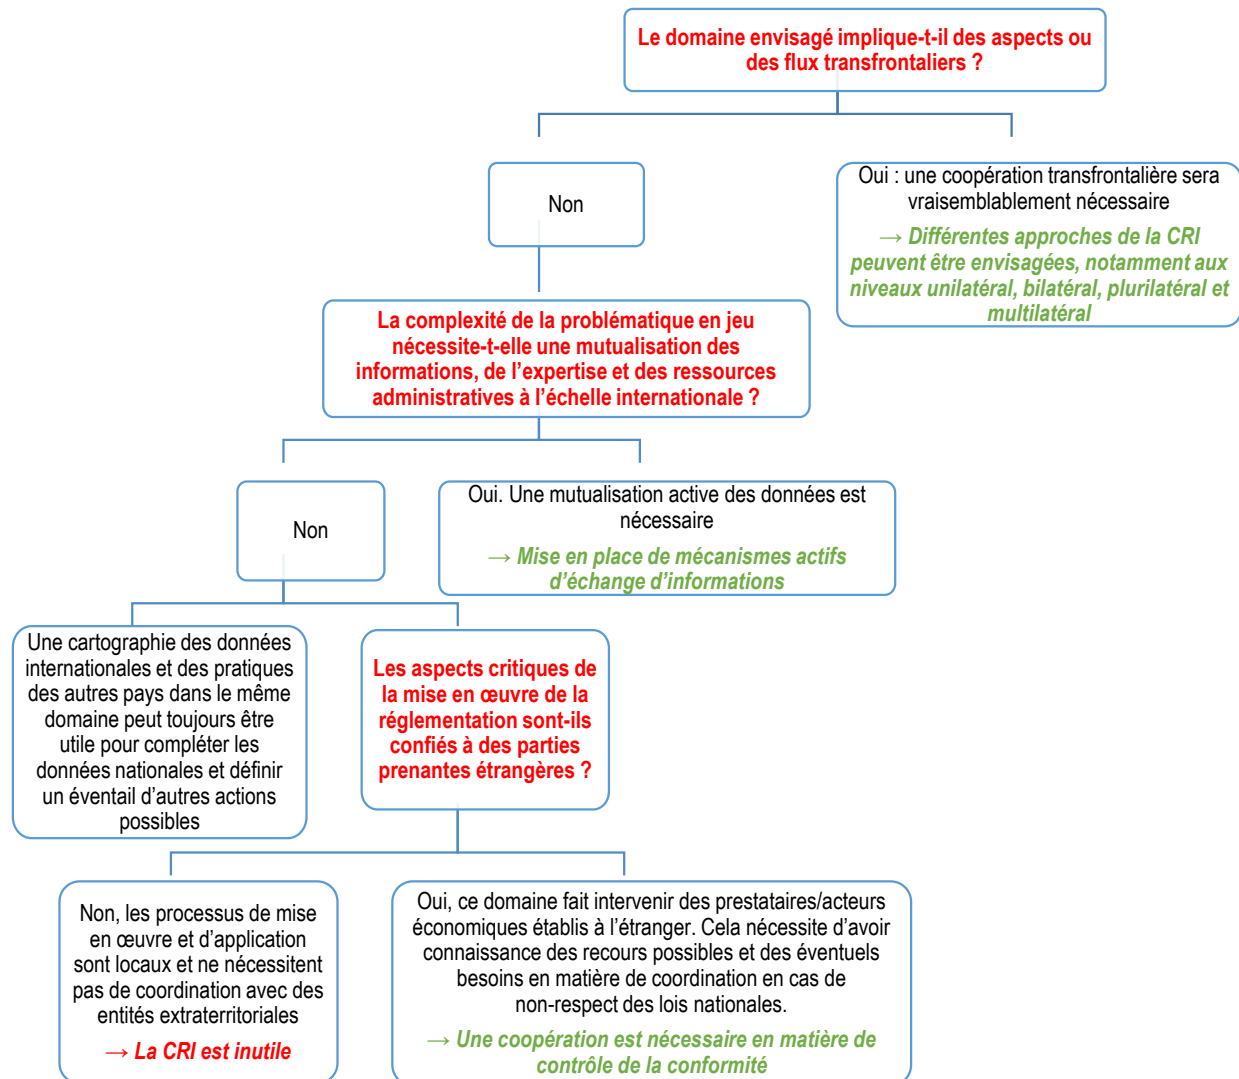 Le domaine envisagé implique-t-il des aspects ou
des flux transfrontaliers ?
Non
Oui : une coopération transfrontalière sera
vraisemblablement nécessaire
→ Différentes approches de la CRI
peuvent être envisagées, notamment aux
niveaux unilatéral, bilatéral, plurilatéral et
multilatéral
La complexité de la problématique en jeu
nécessite-t-elle une mutualisation des
informations, de l’expertise et des ressources
administratives à l’échelle internationale ?
Non
Oui. Une mutualisation active des données est
nécessaire
→ Mise en place de mécanismes actifs
d’échange d’informations
Une cartographie des données
internationales et des pratiques
des autres pays dans le même
domaine peut toujours être
utile pour compléter les
données nationales et définir
un éventail d’autres actions
possibles
Les aspects critiques de
la mise en œuvre de la
réglementation sont-ils
confiés à des parties
prenantes étrangères ?
Non, les processus de mise
en œuvre et d’application
sont locaux et ne nécessitent
pas de coordination avec des
entités extraterritoriales
→ La CRI est inutile
Oui, ce domaine fait intervenir des prestataires/acteurs
économiques établis à l’étranger. Cela nécessite d’avoir
connaissance des recours possibles et des éventuels
besoins en matière de coordination en cas de
non-respect des lois nationales.
→ Une coopération est nécessaire en matière de
contrôle de la conformité